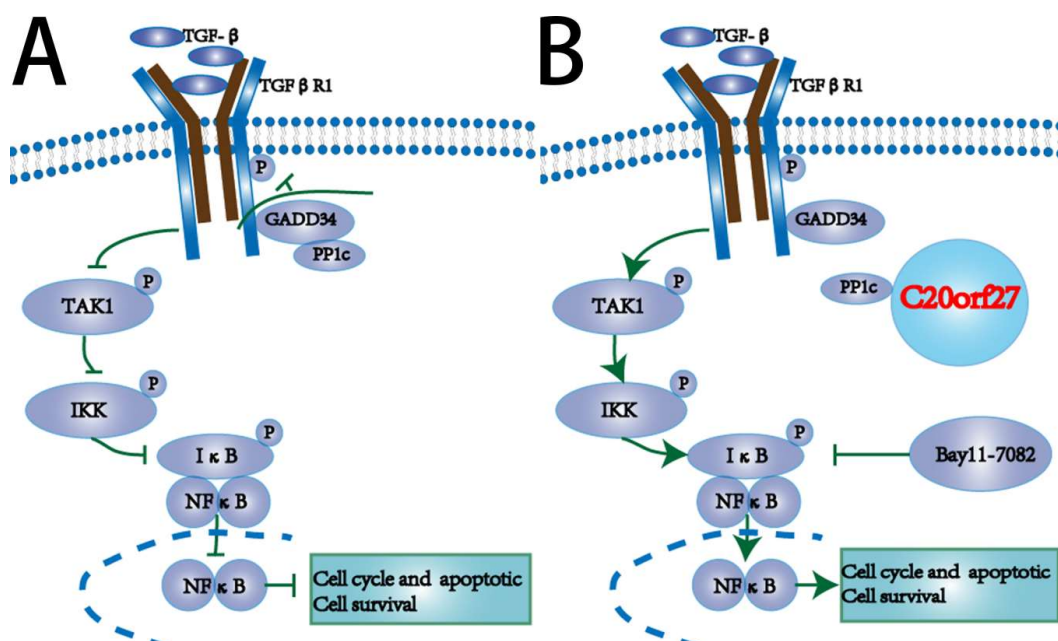 A
TGF- β
TGF β R1
P
GADD34
PP1c
P
TAK1
P
IKK
P
I κ B
NF κ B
NF κ B
Cell cycle and apoptotic
Cell survival
B
TGF- β
TGF β R1
P
GADD34
PP1c
C20orf27
P
TAK1
P
IKK
P
I κ B
Bay11-7082
NF κ B
NF κ B
Cell cycle and apoptotic
Cell survival